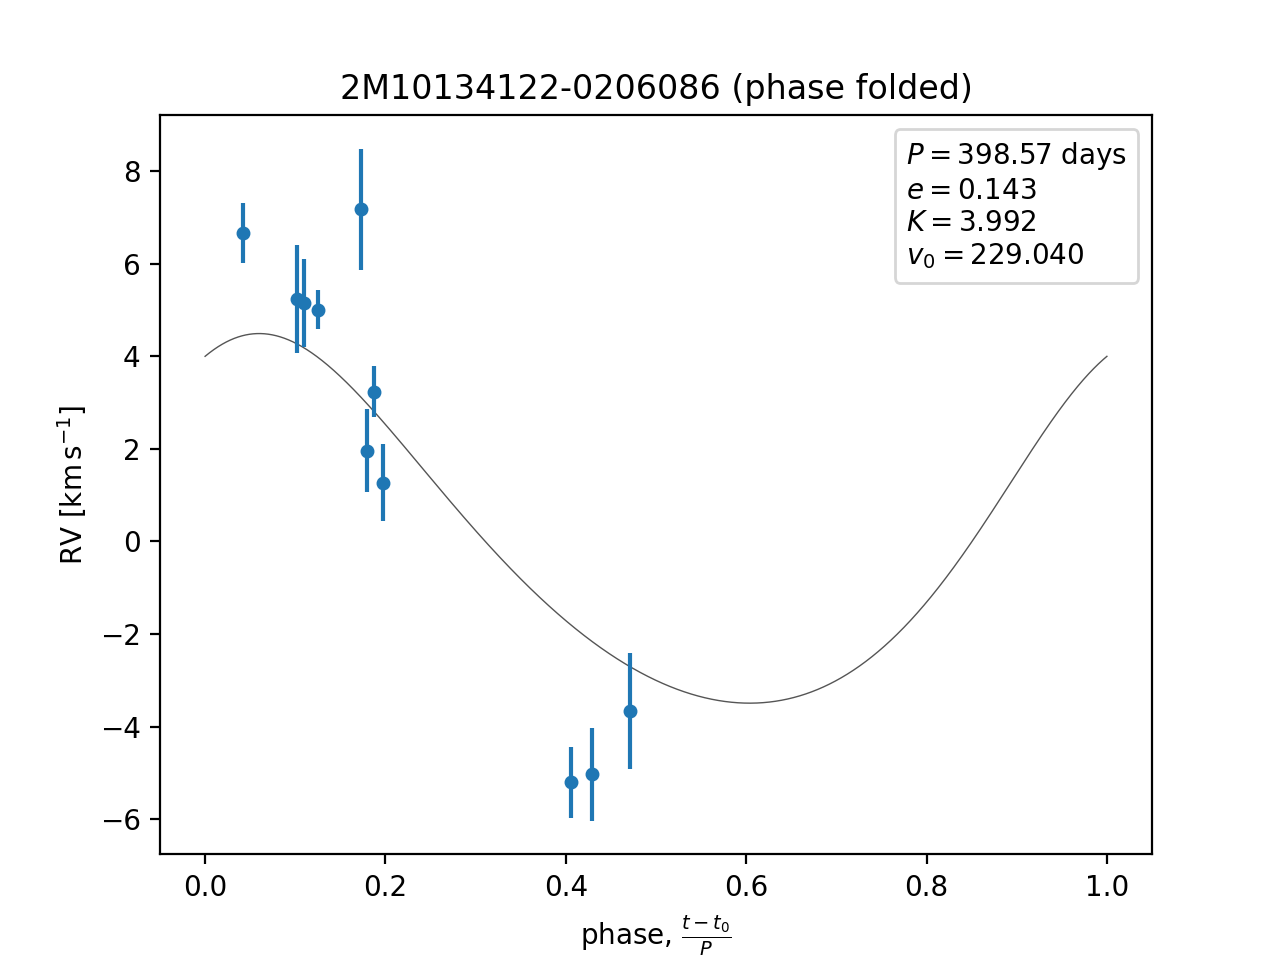 2M10134122-0206086 (phase folded)
P = 398.57 days
e = 0.143
K = 3.992
v₀ = 229.040
8
6
4
2
0
−2
−4
−6
RV [km s⁻¹]
0.0 0.2 0.4 0.6 0.8 1.0
phase, (t − t₀)/P